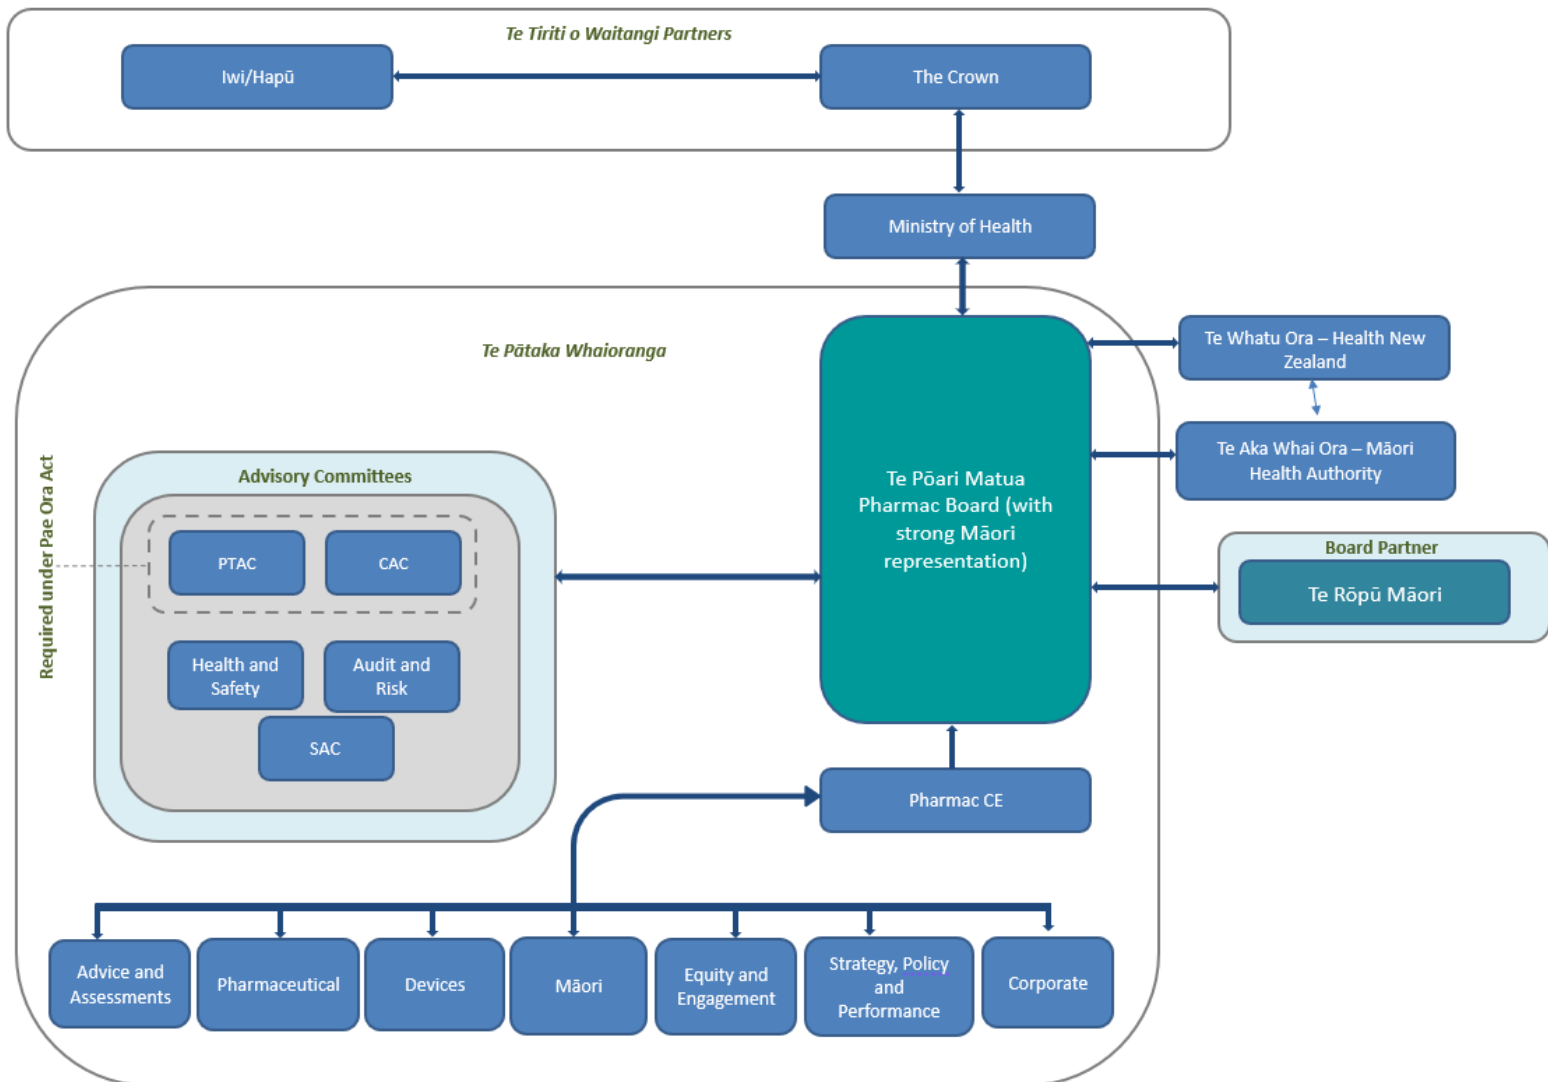 Te Tiriti o Waitangi Partners
Iwi/Hapū
The Crown
Ministry of Health
Te Pātaka Whaioranga
Te Whatu Ora – Health New
Zealand
Te Aka Whai Ora – Māori
Health Authority
Te Pōari Matua
Pharmac Board (with
strong Māori
representation)
Board Partner
Te Rōpū Māori
Required under Pae Ora Act
Advisory Committees
PTAC
CAC
Health and
Safety
Audit and
Risk
SAC
Pharmac CE
Advice and
Assessments
Pharmaceutical
Devices
Māori
Equity and
Engagement
Strategy, Policy
and
Performance
Corporate